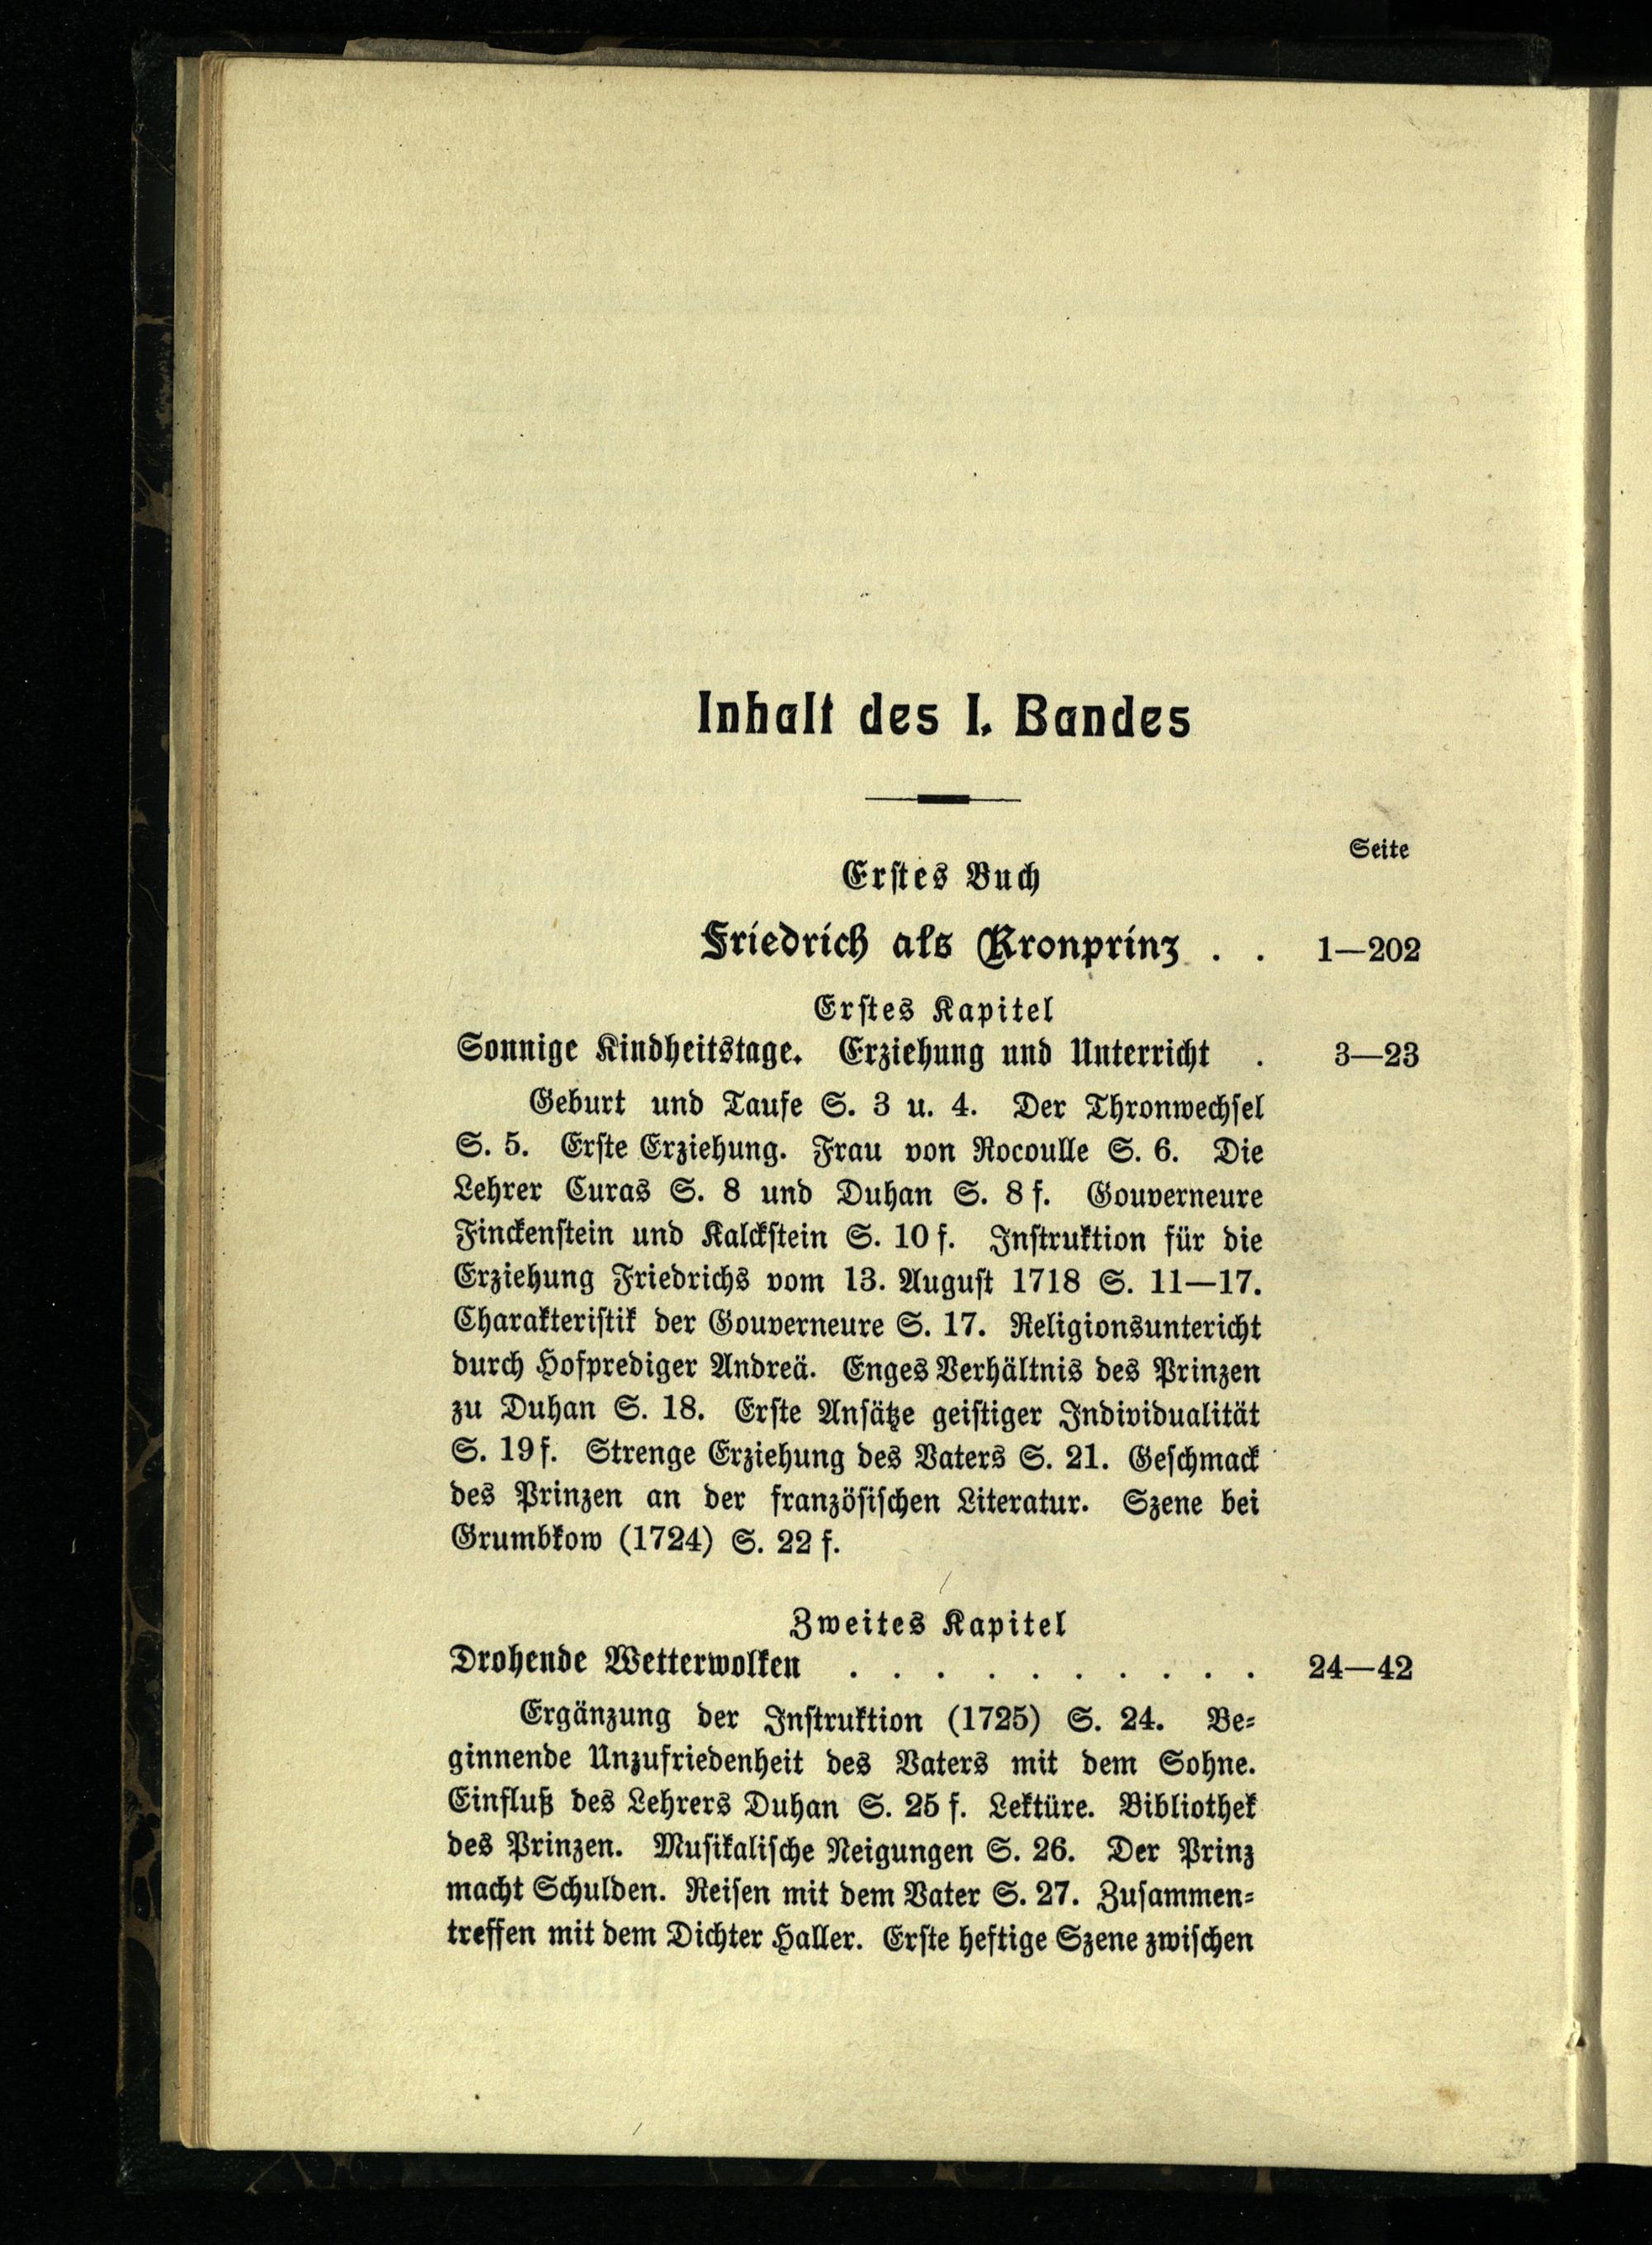 Inhalt des I. Bandes
Seite
Erstes Buch
Friedrich als Kronprinz . . 1—202
Erstes Kapitel
Sonnige Kindheitstage. Erziehung und Unterricht . 3—23
Geburt und Taufe S. 3 u. 4. Der Thronwechsel
S. 5. Erste Erziehung. Frau von Rocoulle S. 6. Die
Lehrer Curas S. 8 und Duhan S. 8 f. Gouverneure
Finckenstein und Kalckstein S. 10 f. Instruktion für die
Erziehung Friedrichs vom 13. August 1718 S. 11—17.
Charakteristik der Gouverneure S. 17. Religionsuntericht
durch Hofprediger Andreä. Enges Verhältnis des Prinzen
zu Duhan S. 18. Erste Ansätze geistiger Individualität
S. 19 f. Strenge Erziehung des Vaters S. 21. Geschmack
des Prinzen an der französischen Literatur. Szene bei
Grumbkow (1724) S. 22 f.
Zweites Kapitel
Drohende Wetterwolken . . . . . . . . . . 24—42
Ergänzung der Instruktion (1725) S. 24. Be-
ginnende Unzufriedenheit des Vaters mit dem Sohne.
Einfluß des Lehrers Duhan S. 25 f. Lektüre. Bibliothek
des Prinzen. Musikalische Neigungen S. 26. Der Prinz
macht Schulden. Reisen mit dem Vater S. 27. Zusammen-
treffen mit dem Dichter Haller. Erste heftige Szene zwischen